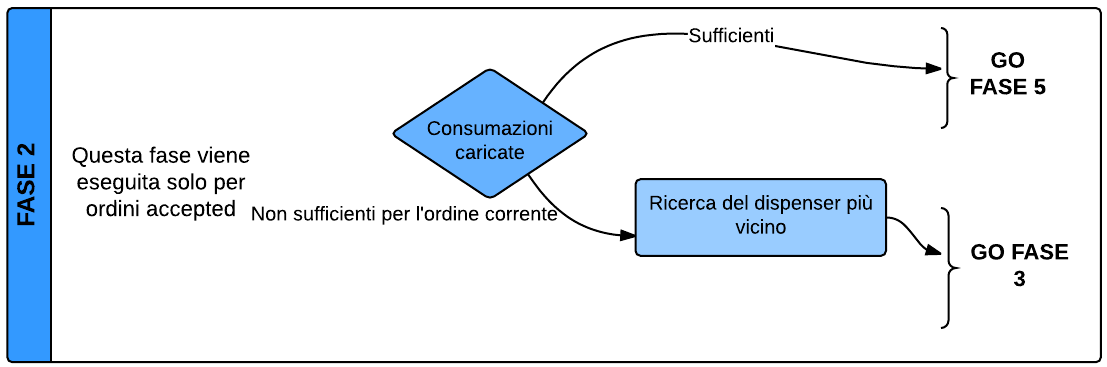 FASE 2
Questa fase viene
eseguita solo per
ordini accepted
Consumazioni
caricate
Sufficienti
Non sufficienti per l'ordine corrente
Ricerca del dispenser più
vicino
GO
FASE 5
GO FASE
3